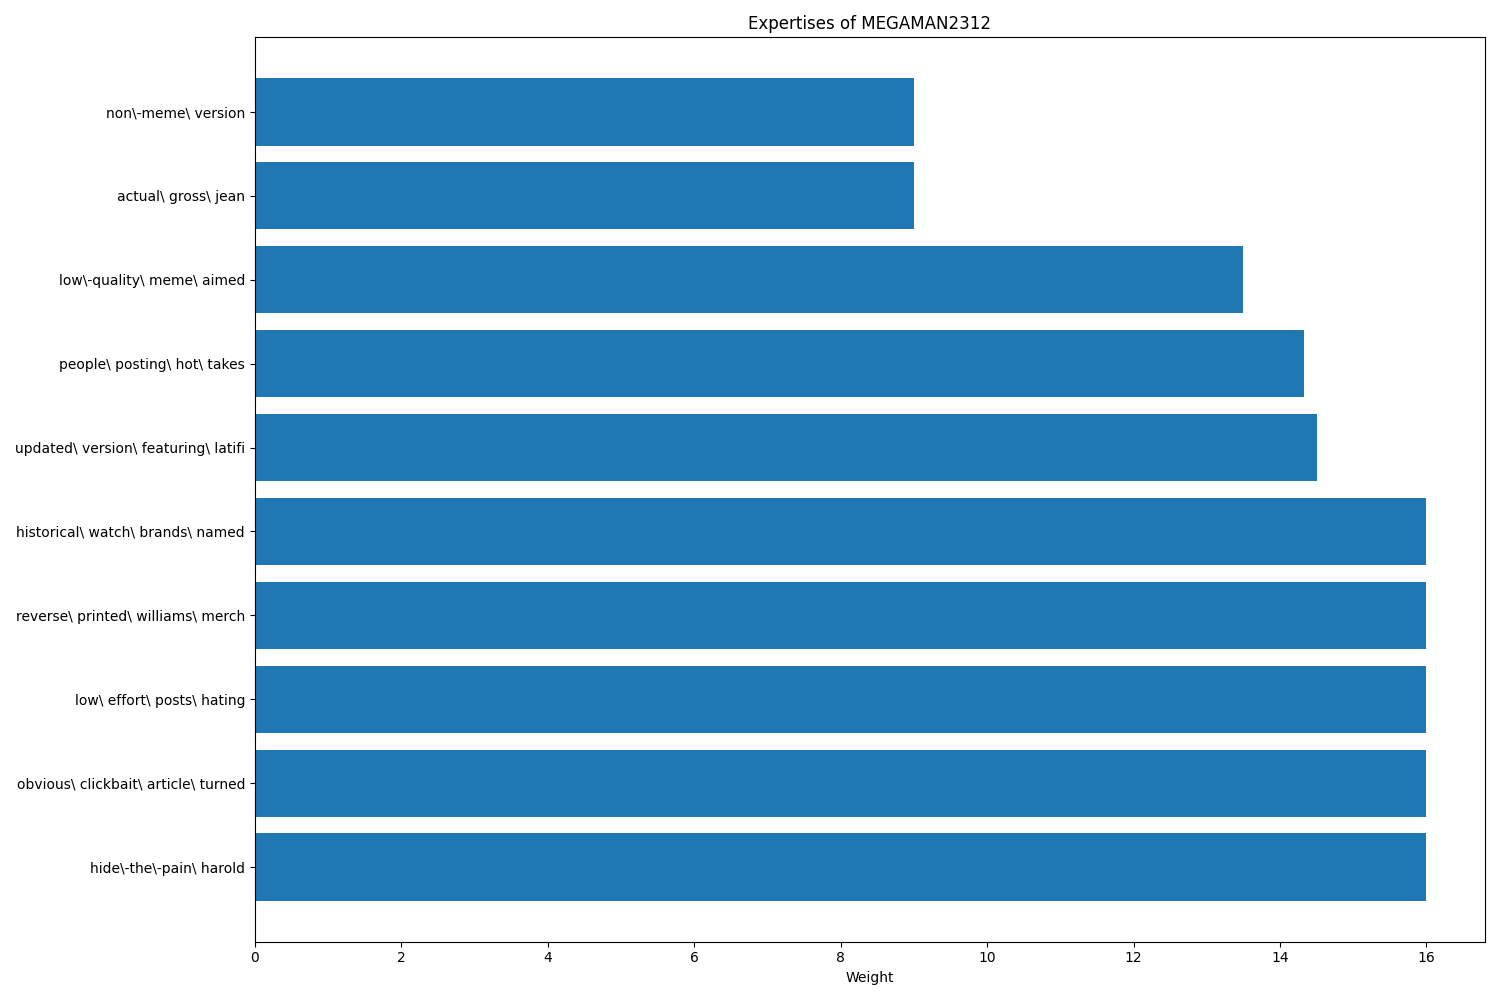 Expertises of MEGAMAN2312
non\-meme\ version
actual\ gross\ jean
low\-quality\ meme\ aimed
people\ posting\ hot\ takes
updated\ version\ featuring\ latifi
historical\ watch\ brands\ named
reverse\ printed\ williams\ merch
low\ effort\ posts\ hating
obvious\ clickbait\ article\ turned
hide\-the\-pain\ harold
0 2 4 6 8 10 12 14 16
Weight